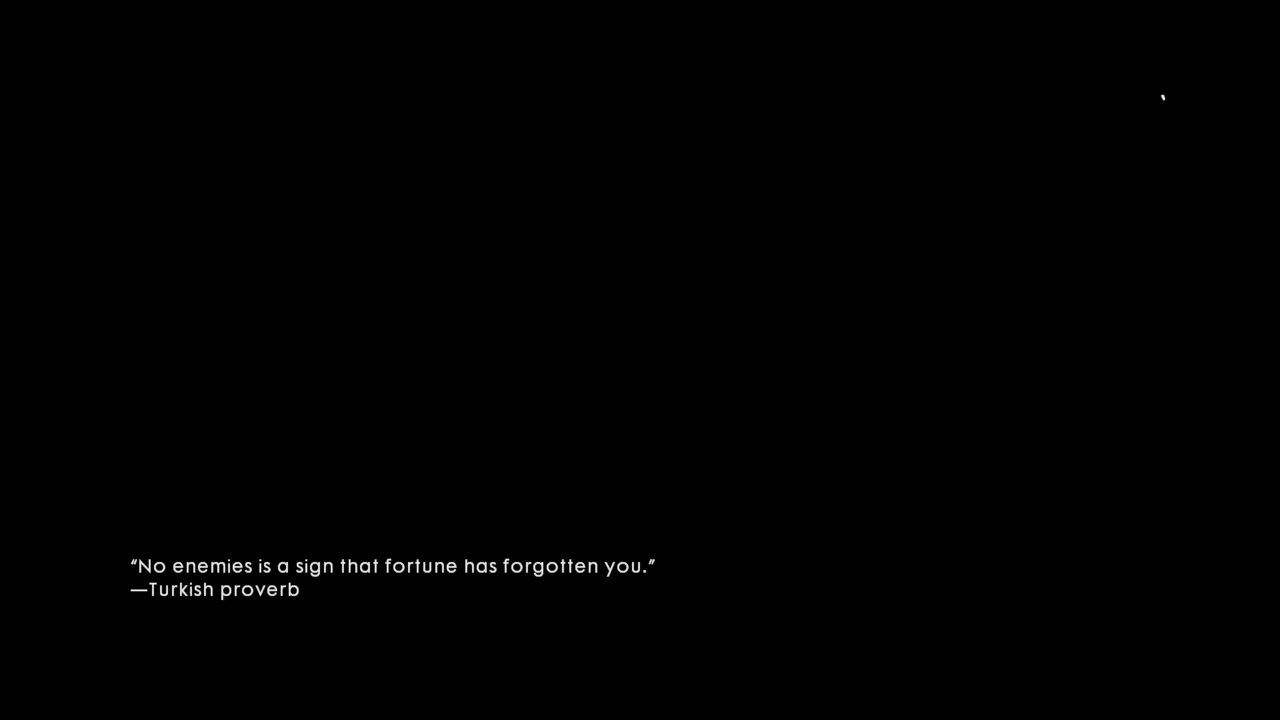 “No enemies is a sign that fortune has forgotten you.”
—Turkish proverb